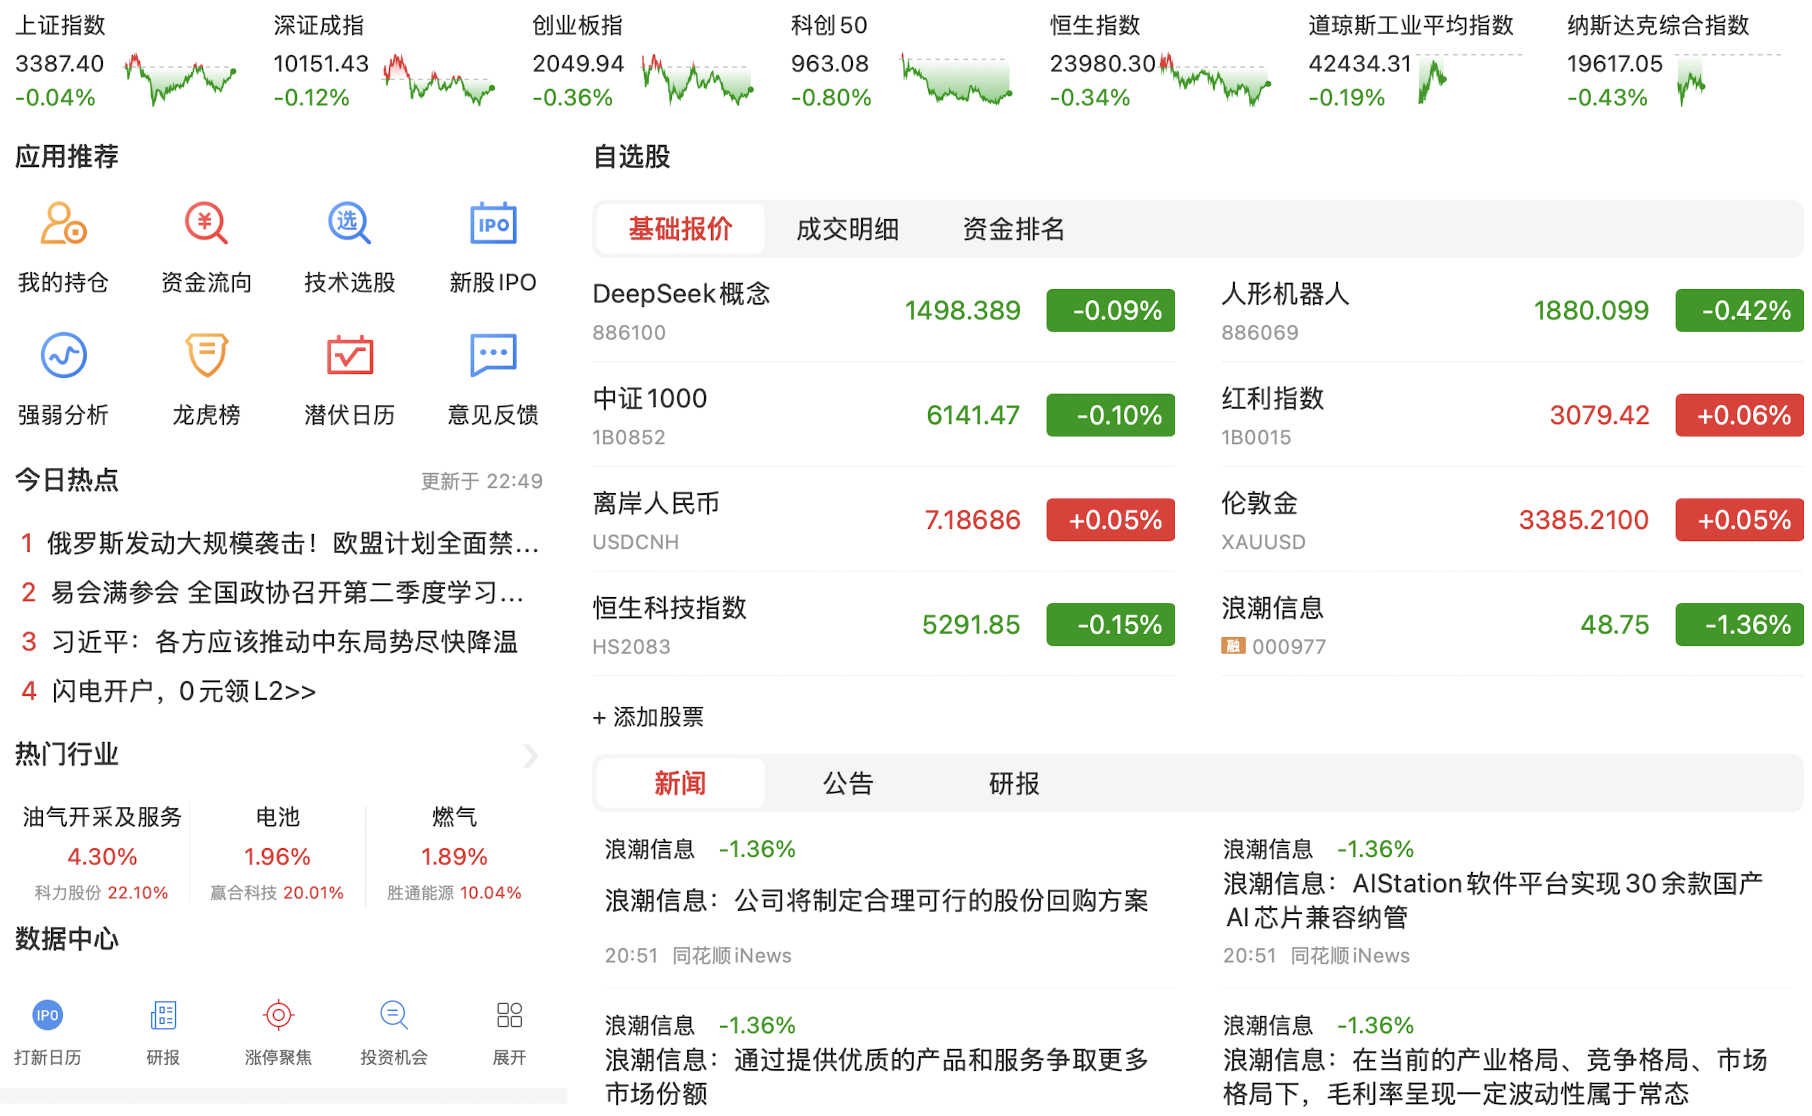 上证指数
3387.40
-0.04%
深证成指
10151.43
-0.12%
创业板指
2049.94
-0.36%
科创50
963.08
-0.80%
恒生指数
23980.30
-0.34%
道琼斯工业平均指数
42434.31
-0.19%
纳斯达克综合指数
19617.05
-0.43%
应用推荐
¥
选
IPO
我的持仓
资金流向
技术选股
新股IPO
强弱分析
龙虎榜
潜伏日历
意见反馈
今日热点
更新于 22:49
1 俄罗斯发动大规模袭击！欧盟计划全面禁...
2 易会满参会 全国政协召开第二季度学习...
3 习近平：各方应该推动中东局势尽快降温
4 闪电开户，0元领L2>>
热门行业
油气开采及服务
4.30%
科力股份 22.10%
电池
1.96%
赢合科技 20.01%
燃气
1.89%
胜通能源 10.04%
数据中心
IPO
打新日历
研报
涨停聚焦
投资机会
展开
自选股
基础报价
成交明细
资金排名
DeepSeek概念
886100
1498.389
-0.09%
人形机器人
886069
1880.099
-0.42%
中证1000
1B0852
6141.47
-0.10%
红利指数
1B0015
3079.42
+0.06%
离岸人民币
USDCNH
7.18686
+0.05%
伦敦金
XAUUSD
3385.2100
+0.05%
恒生科技指数
HS2083
5291.85
-0.15%
浪潮信息
融 000977
48.75
-1.36%
+ 添加股票
新闻
公告
研报
浪潮信息 -1.36%
浪潮信息：公司将制定合理可行的股份回购方案
20:51 同花顺iNews
浪潮信息 -1.36%
浪潮信息：AIStation软件平台实现30余款国产
AI芯片兼容纳管
20:51 同花顺iNews
浪潮信息 -1.36%
浪潮信息：通过提供优质的产品和服务争取更多
市场份额
浪潮信息 -1.36%
浪潮信息：在当前的产业格局、竞争格局、市场
格局下，毛利率呈现一定波动性属于常态